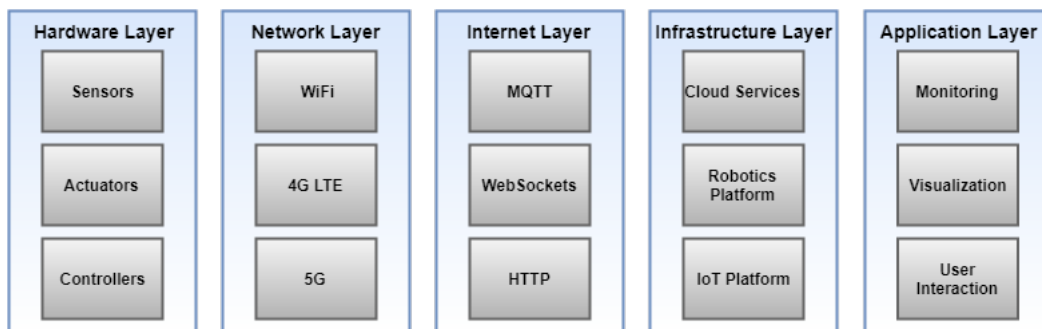 Hardware Layer
Sensors
Actuators
Controllers
Network Layer
WiFi
4G LTE
5G
Internet Layer
MQTT
WebSockets
HTTP
Infrastructure Layer
Cloud Services
Robotics
Platform
IoT Platform
Application Layer
Monitoring
Visualization
User
Interaction